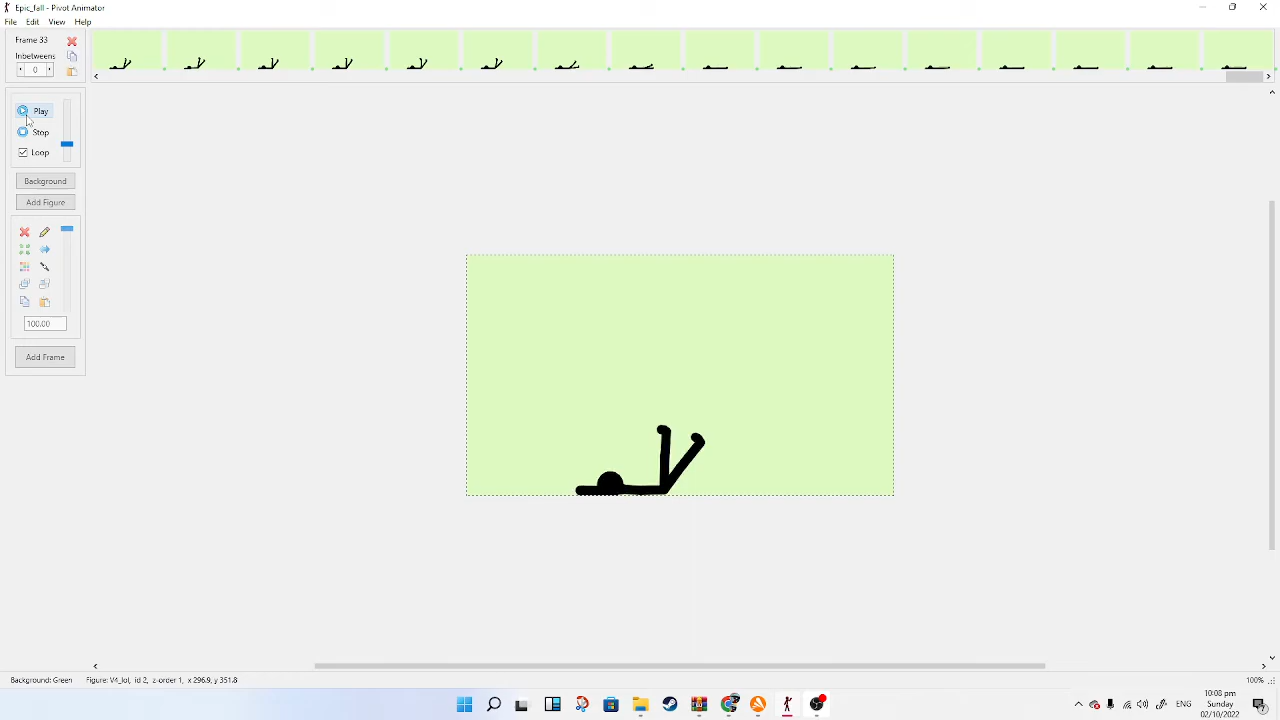 Epic_fall - Pivot Animator
File Edit View Help
Frame 33
Inbetweens
0
Play
Stop
Loop
Background
Add Figure
100.00
Add Frame
Background: Green
Figure: V4_lol, id 2, z-order 1, x 296.9, y 351.8
100%
ENG
10:08 pm
Sunday
02/10/2022